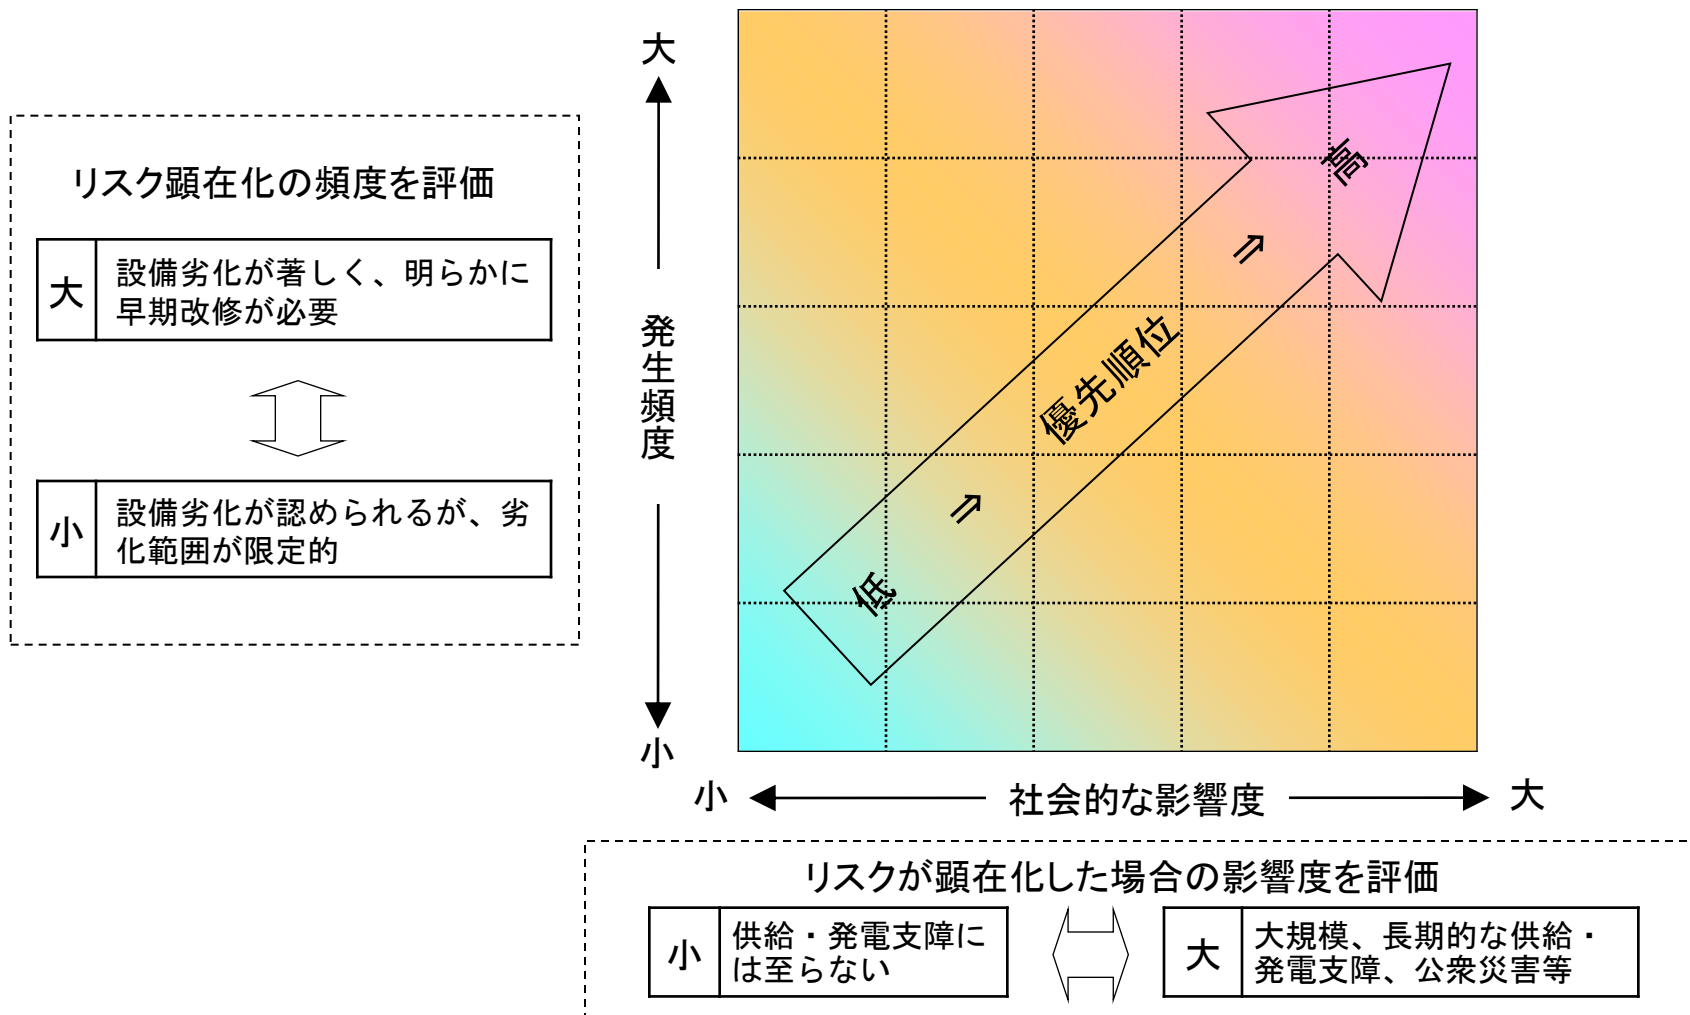 リスク顕在化の頻度を評価
大
設備劣化が著しく、明らかに
早期改修が必要
小
設備劣化が認められるが、劣
化範囲が限定的
大
発生頻度
小
低
⇒
優先順位
⇒
高
小
社会的な影響度
大
リスクが顕在化した場合の影響度を評価
小
供給・発電支障に
は至らない
大
大規模、長期的な供給・
発電支障、公衆災害等